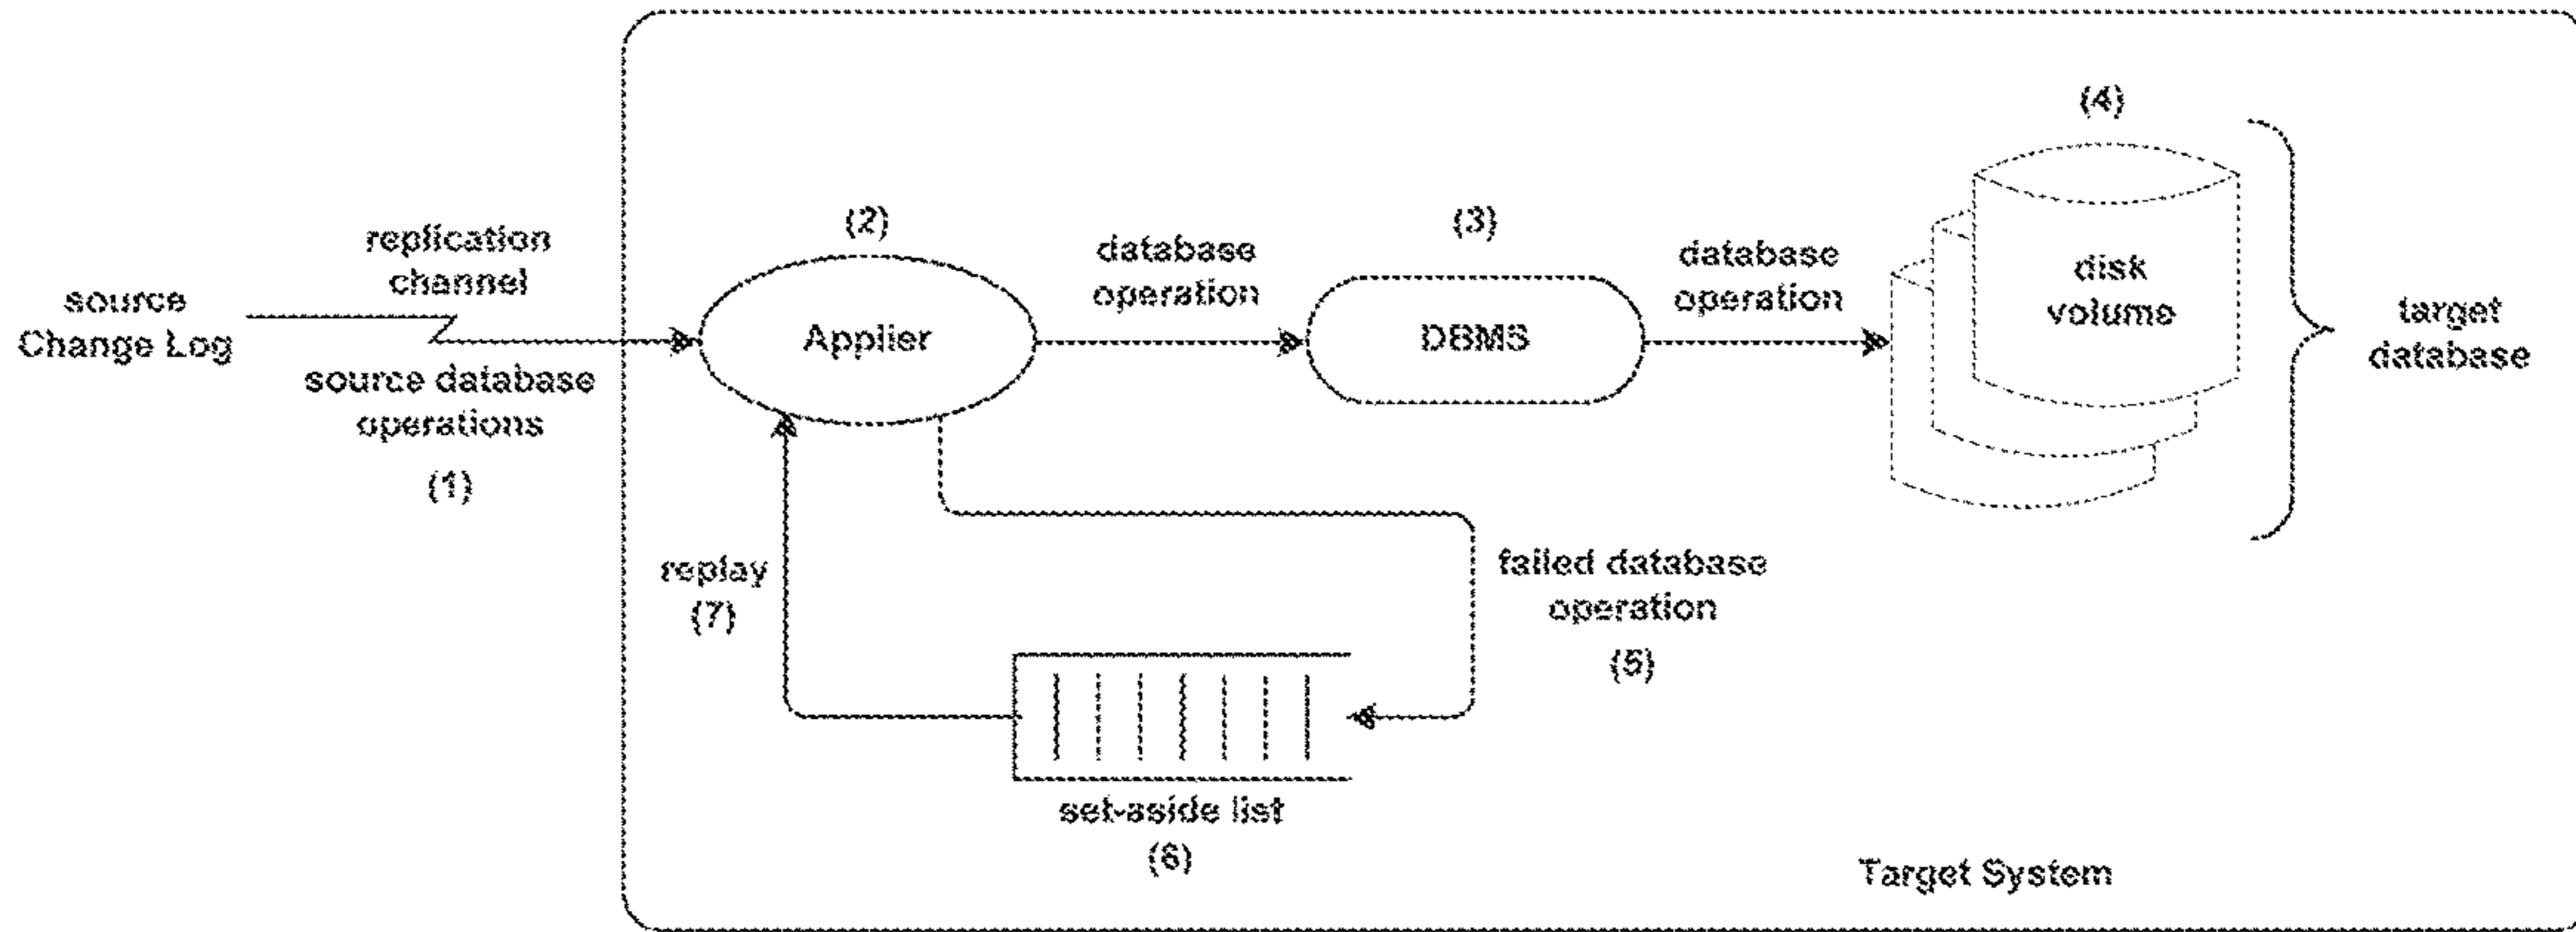 source
Change Log
replication
channel
source database
operations
(1)
(2)
Applier
database
operation
(3)
DBMS
database
operation
(4)
disk
volume
target
database
replay
(7)
failed database
operation
(5)
set-aside list
(6)
Target System